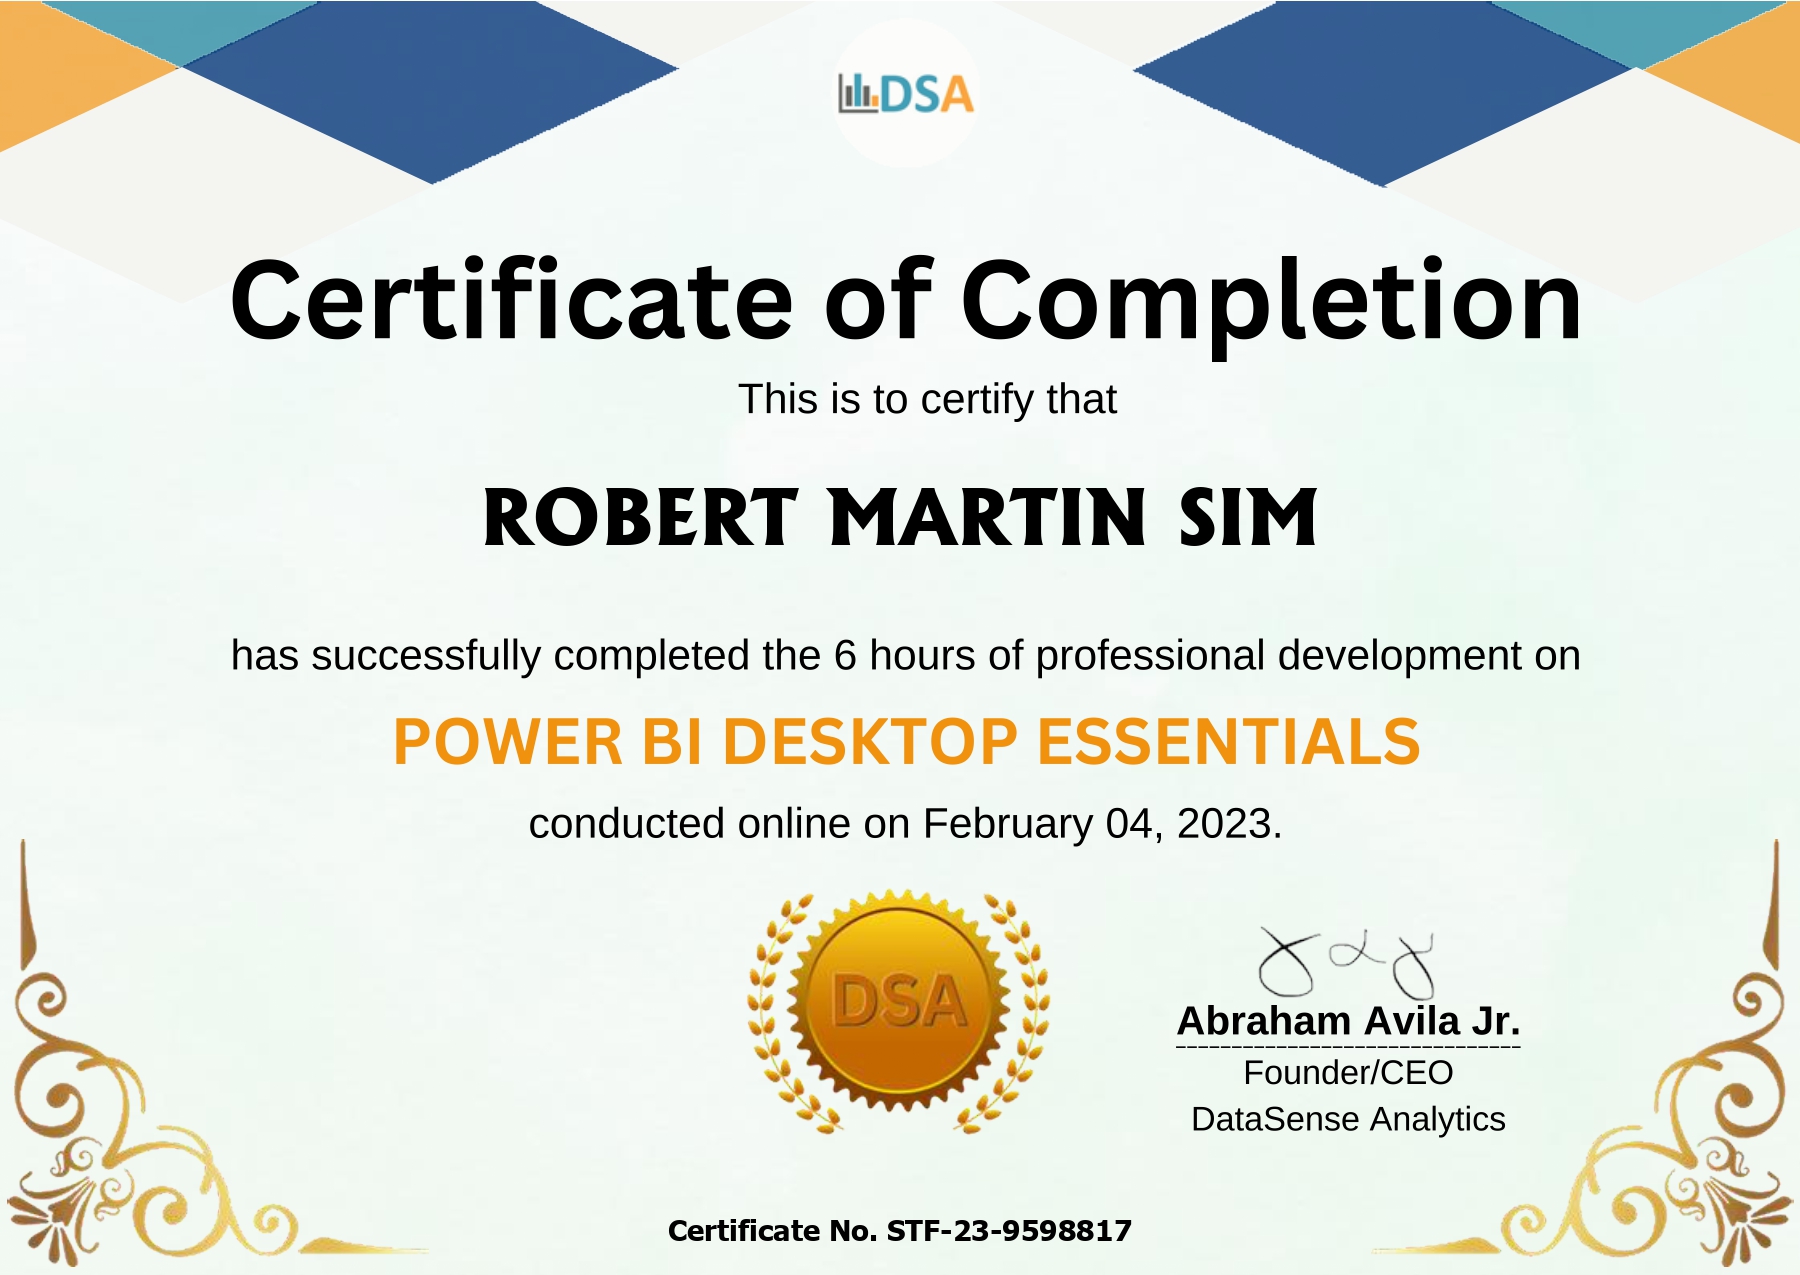 DSA
Certificate of Completion
This is to certify that
ROBERT MARTIN SIM
has successfully completed the 6 hours of professional development on
POWER BI DESKTOP ESSENTIALS
conducted online on February 04, 2023.
DSA
Abraham Avila Jr.
Founder/CEO
DataSense Analytics
Certificate No. STF-23-9598817